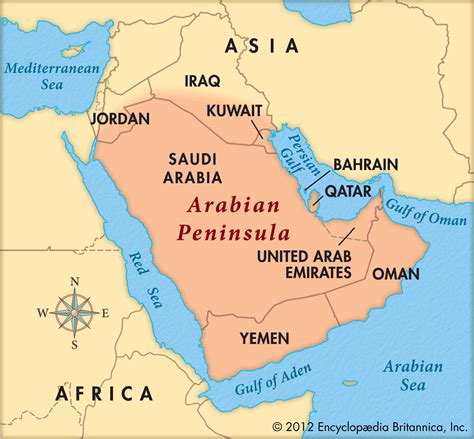 ASIA
Mediterranean
Sea
IRAQ
KUWAIT
JORDAN
Persian
Gulf
SAUDI
ARABIA
BAHRAIN
QATAR
Arabian
Peninsula
Gulf of Oman
UNITED ARAB
EMIRATES
OMAN
Red Sea
N
W
E
S
YEMEN
Arabian
Sea
Gulf of Aden
AFRICA
© 2012 Encyclopædia Britannica, Inc.